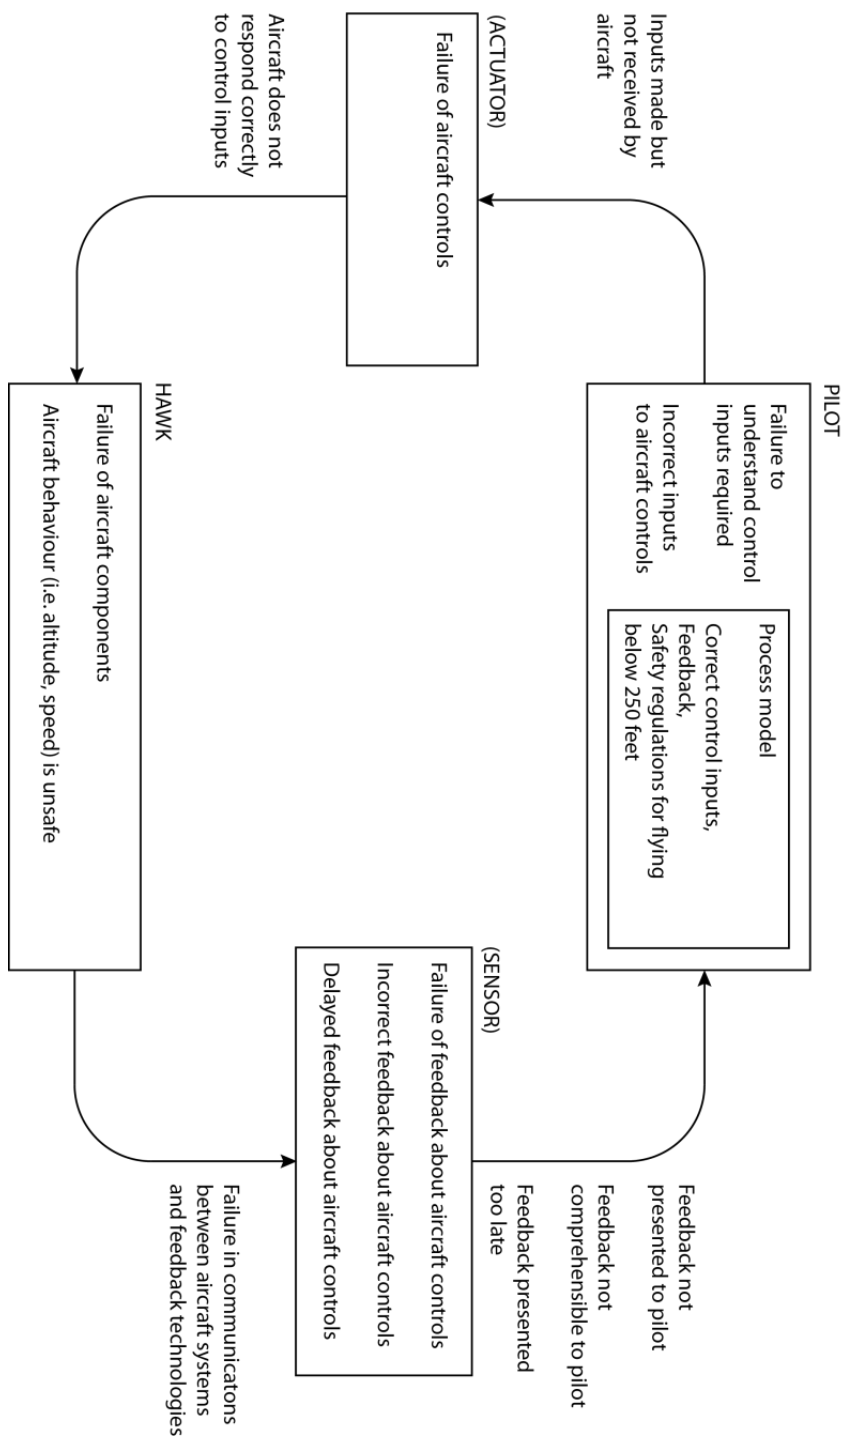 PILOT
Failure to
understand control
inputs required
Incorrect inputs
to aircraft controls
Process model
Correct control inputs,
Feedback,
Safety regulations for flying
below 250 feet
Inputs made but
not received by
aircraft
(ACTUATOR)
Failure of aircraft controls
Aircraft does not
respond correctly
to control inputs
HAWK
Failure of aircraft components
Aircraft behaviour (i.e. altitude, speed) is unsafe
Failure in communicatons
between aircraft systems
and feedback technologies
(SENSOR)
Failure of feedback about aircraft controls
Incorrect feedback about aircraft controls
Delayed feedback about aircraft controls
Feedback not
presented to pilot
Feedback not
comprehensible to pilot
Feedback presented
too late